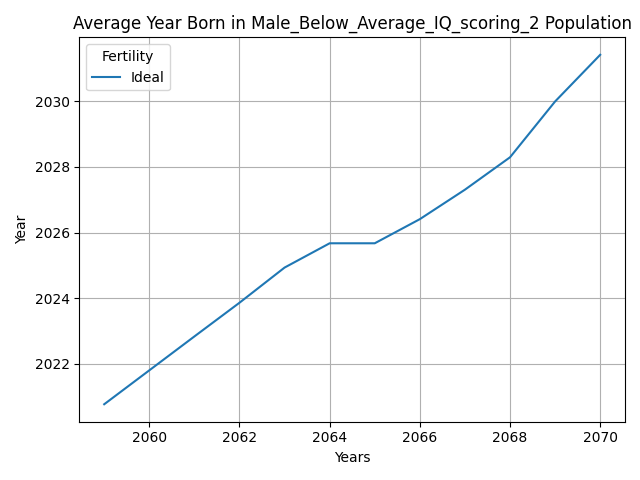 Average Year Born in Male_Below_Average_IQ_scoring_2 Population
Fertility
Ideal
Year
2030
2028
2026
2024
2022
2060 2062 2064 2066 2068 2070
Years